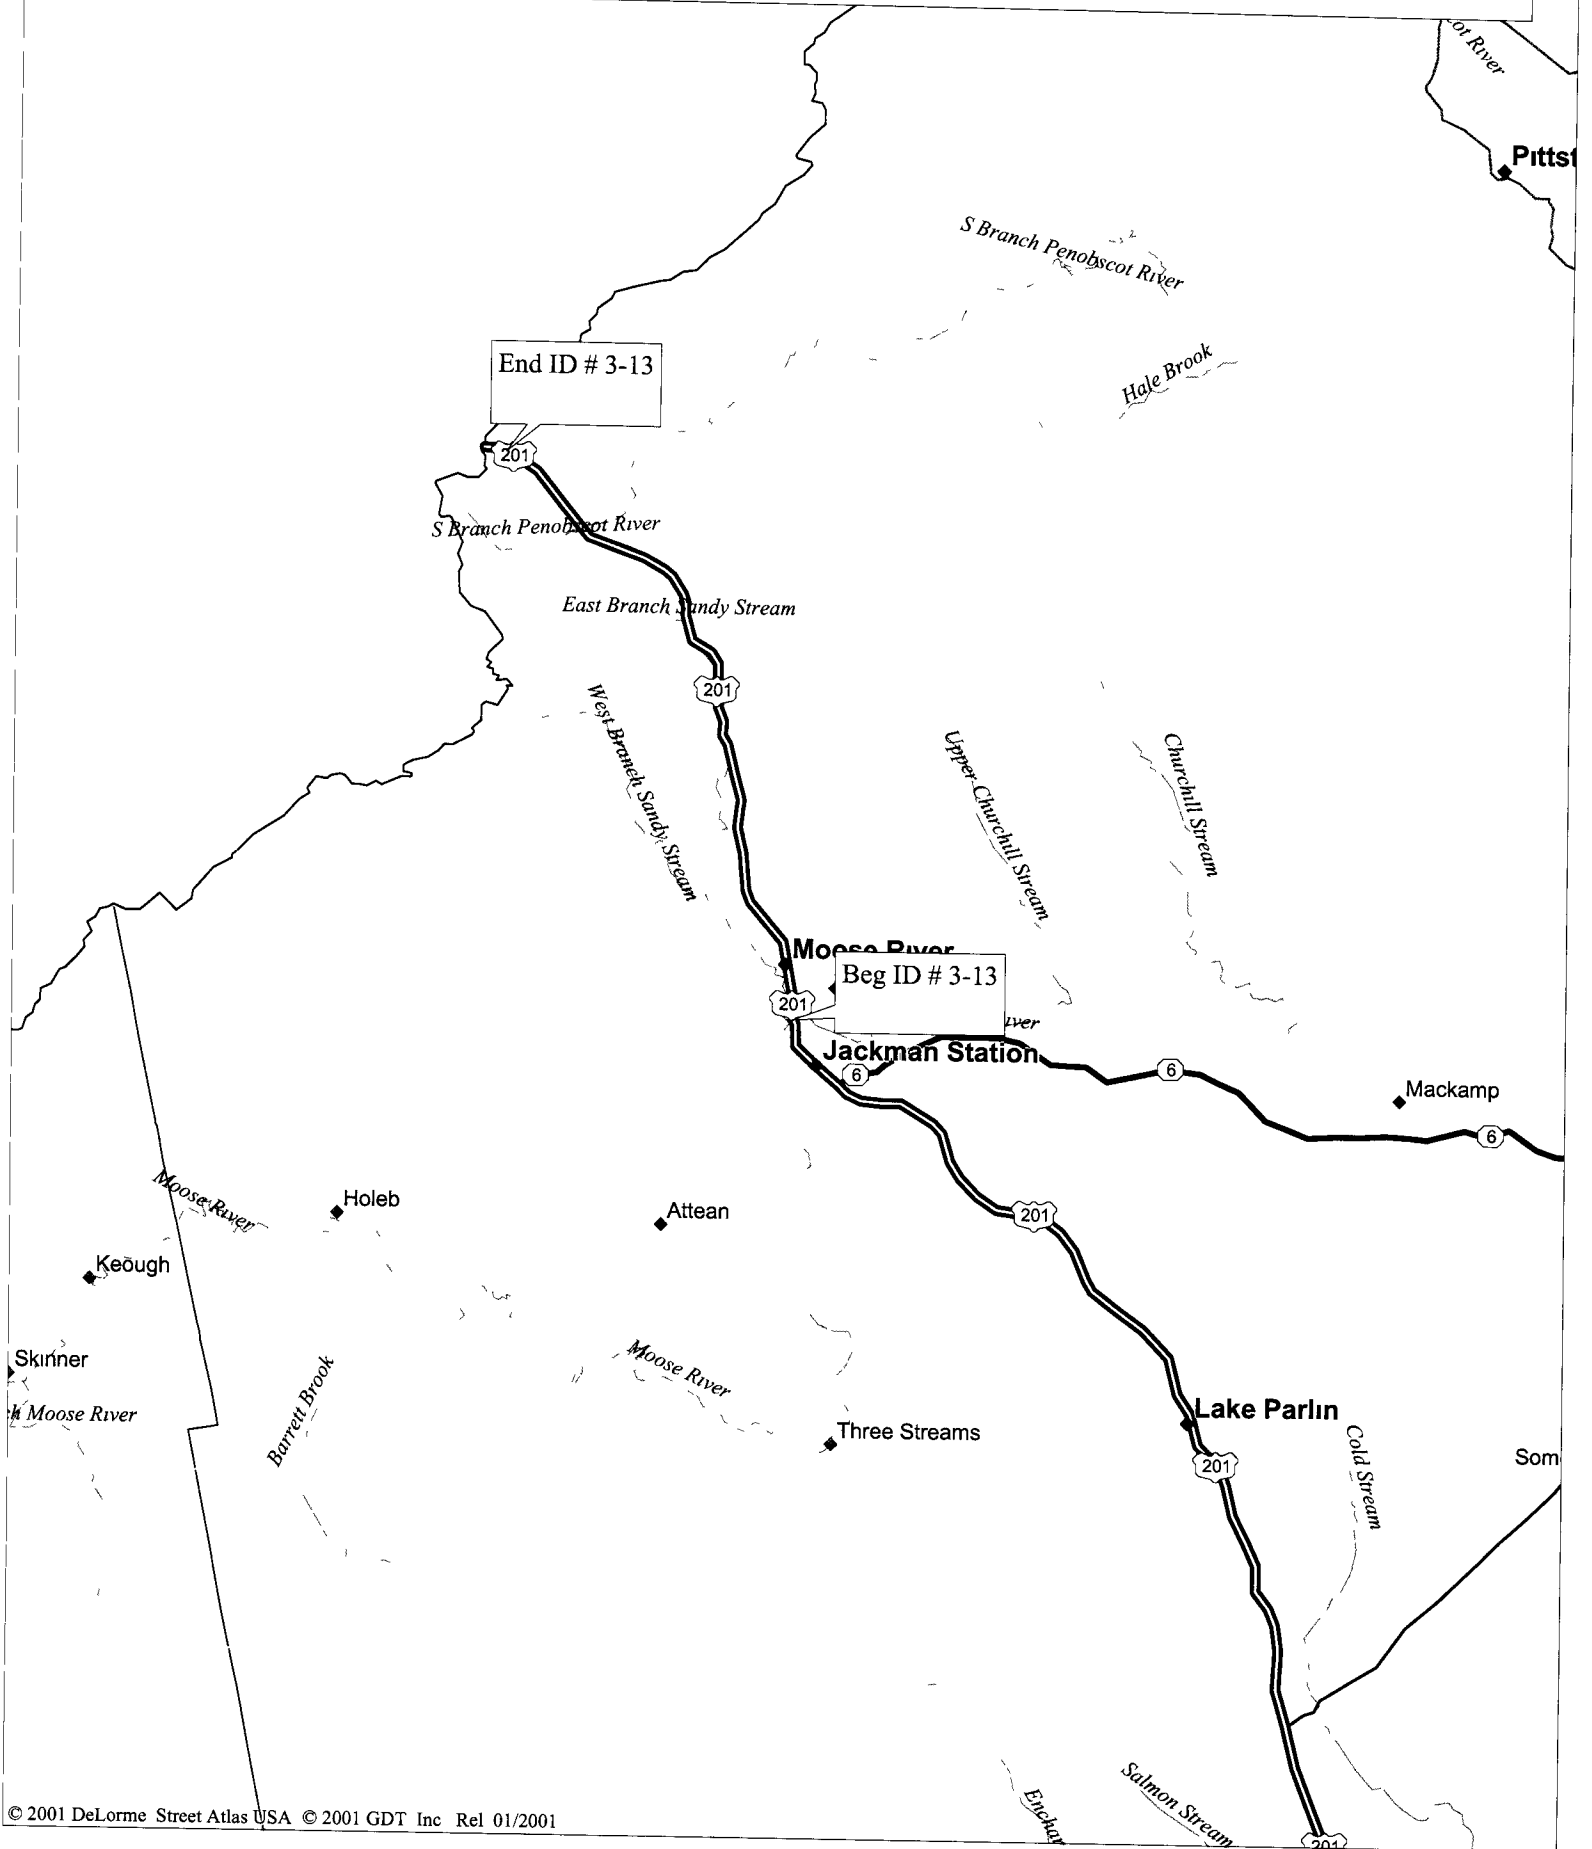 River
S Branch Penobscot River
End ID # 3-13
Hale Brook
201
S Branch Penobscot River
East Branch Sandy Stream
201
West Branch Sandy Stream
Upper Churchill Stream
Churchill Stream
Moose River
Beg ID # 3-13
201
Jackman Station
6
6
Mackamp
6
Moose River
Holeb
Attean
201
Keough
Skinner
Moose River
Barrett Brook
Moose River
Three Streams
Lake Parlin
201
Cold Stream
Salmon Stream
201
© 2001 DeLorme Street Atlas USA © 2001 GDT Inc Rel 01/2001